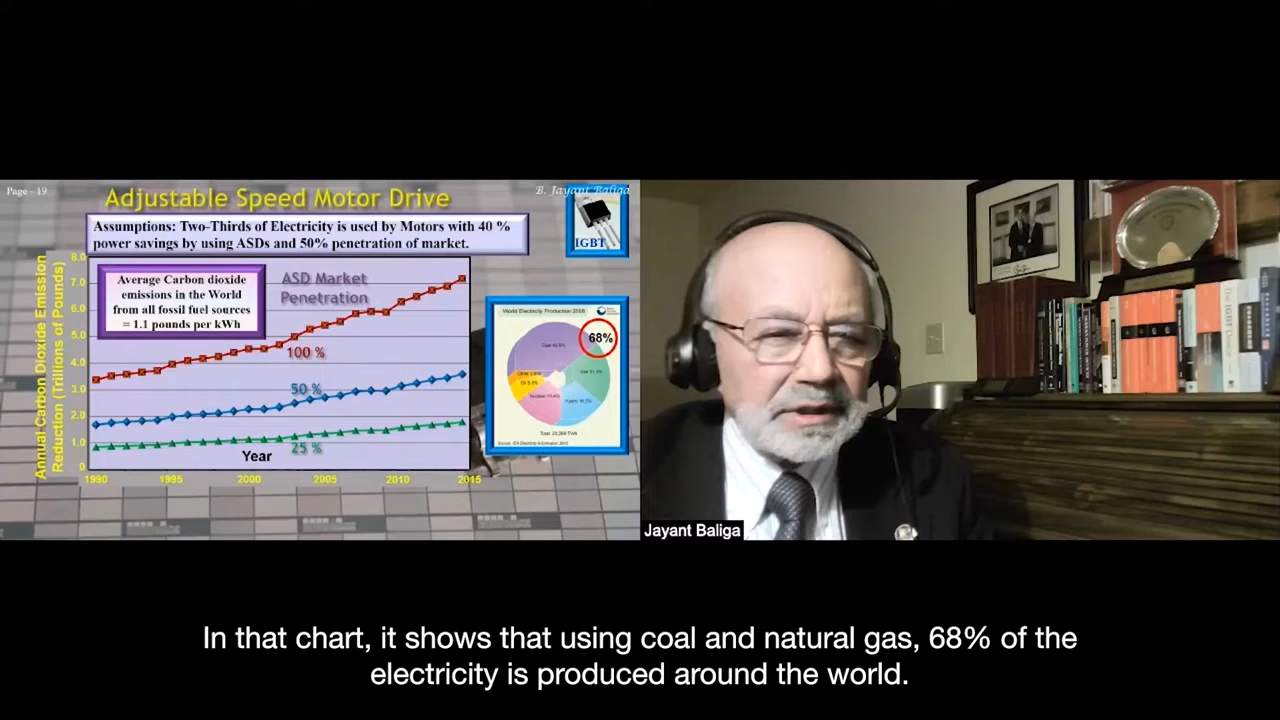 Page - 19
Adjustable Speed Motor Drive
B. Jayant Baliga
Assumptions: Two-Thirds of Electricity is used by Motors with 40 %
power savings by using ASDs and 50% penetration of market.
IGBT
Annual Carbon Dioxide Emission
Reduction (Trillions of Pounds)
8.0
7.0
6.0
5.0
4.0
3.0
2.0
1.0
0
Average Carbon dioxide
emissions in the World
from all fossil fuel sources
= 1.1 pounds per kWh
ASD Market
Penetration
100 %
50 %
25 %
Year
1990
1995
2000
2005
2010
2015
World Electricity Production 2008
68%
Jayant Baliga
In that chart, it shows that using coal and natural gas, 68% of the
electricity is produced around the world.